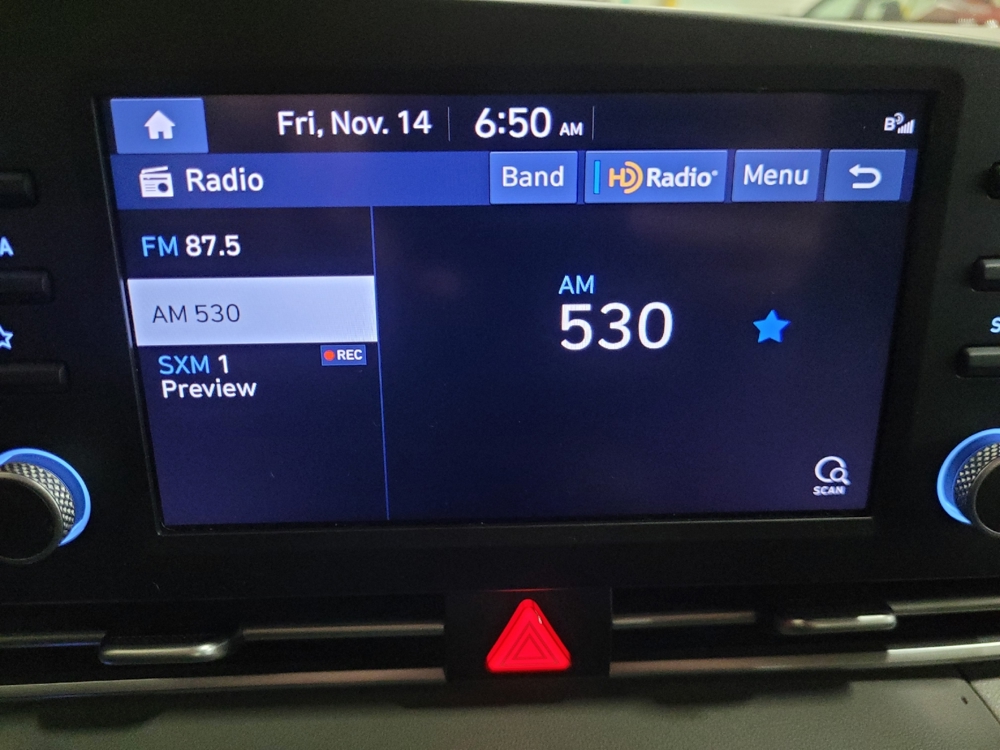 Fri, Nov. 14 6:50 AM B
Radio Band HD Radio Menu
FM 87.5
AM 530
SXM 1 REC
Preview
AM
530
SCAN
A
S